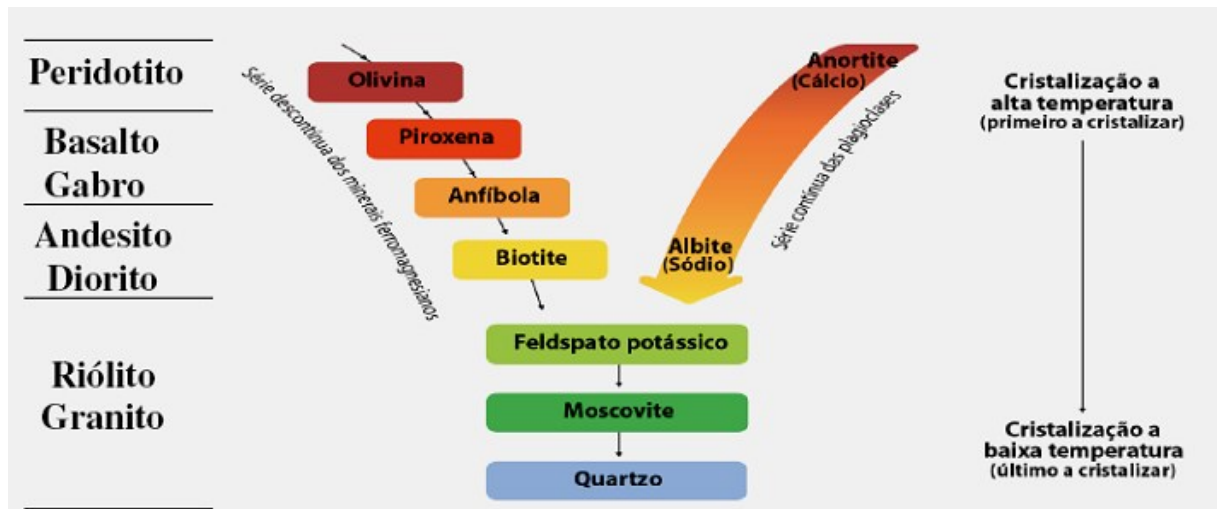 Peridotito
Basalto
Gabro
Andesito
Diorito
Riólito
Granito
Série descontínua dos minerais ferromagnesianos
Olivina
Piroxena
Anfíbola
Biotite
Feldspato potássico
Moscovite
Quartzo
Anortite
(Cálcio)
Albite
(Sódio)
Série contínua das plagioclases
Cristalização a
alta temperatura
(primeiro a cristalizar)
Cristalização a
baixa temperatura
(último a cristalizar)